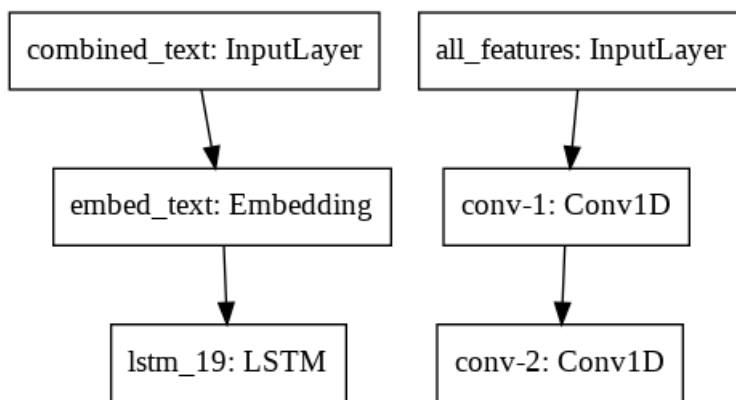 combined_text: InputLayer
all_features: InputLayer
embed_text: Embedding
conv-1: Conv1D
lstm_19: LSTM
conv-2: Conv1D